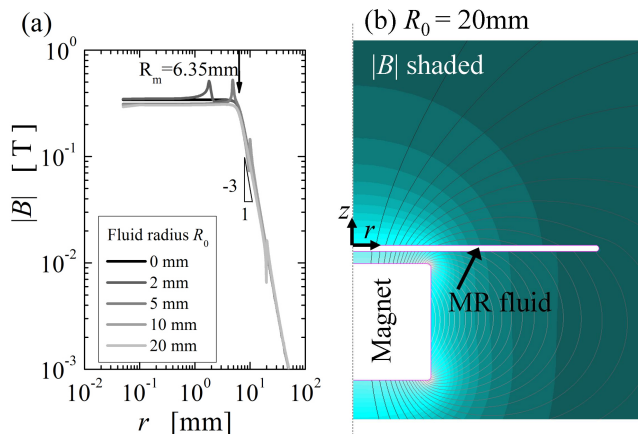 (a)
(b) R₀ = 20mm
10⁰
10⁻¹
10⁻²
10⁻³
|B| [T]
Rₘ=6.35mm
-3
1
Fluid radius R₀
0 mm
2 mm
5 mm
10 mm
20 mm
10⁻² 10⁻¹ 10⁰ 10¹ 10²
r [mm]
|B| shaded
z
r
MR fluid
Magnet